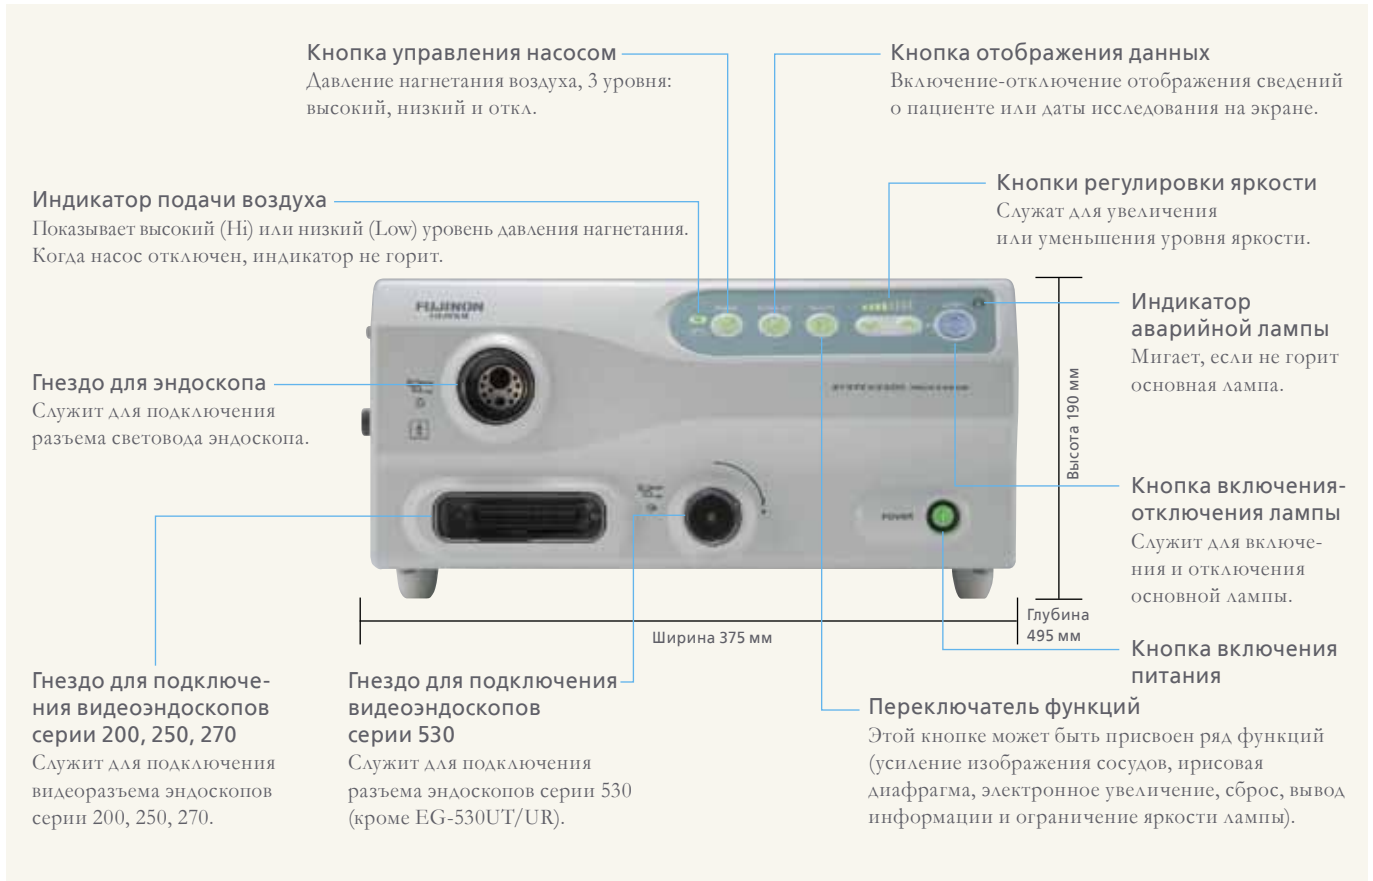 Кнопка управления насосом
Давление нагнетания воздуха, 3 уровня:
высокий, низкий и откл.
Кнопка отображения данных
Включение-отключение отображения сведений
о пациенте или даты исследования на экране.
Индикатор подачи воздуха
Показывает высокий (Hi) или низкий (Low) уровень давления нагнетания.
Когда насос отключен, индикатор не горит.
Кнопки регулировки яркости
Служат для увеличения
или уменьшения уровня яркости.
Индикатор
аварийной лампы
Мигает, если не горит
основная лампа.
FUJINON
Гнездо для эндоскопа
Служит для подключения
разъема световода эндоскопа.
Высота 190 мм
Кнопка включения-
отключения лампы
Служит для включе-
ния и отключения
основной лампы.
POWER
Ширина 375 мм
Глубина
495 мм
Кнопка включения
питания
Гнездо для подключе-
ния видеоэндоскопов
серии 200, 250, 270
Служит для подключения
видеоразъема эндоскопов
серии 200, 250, 270.
Гнездо для подключения
видеоэндоскопов
серии 530
Служит для подключения
разъема эндоскопов серии 530
(кроме EG-530UT/UR).
Переключатель функций
Этой кнопке может быть присвоен ряд функций
(усиление изображения сосудов, ирисовая
диафрагма, электронное увеличение, сброс, вывод
информации и ограничение яркости лампы).